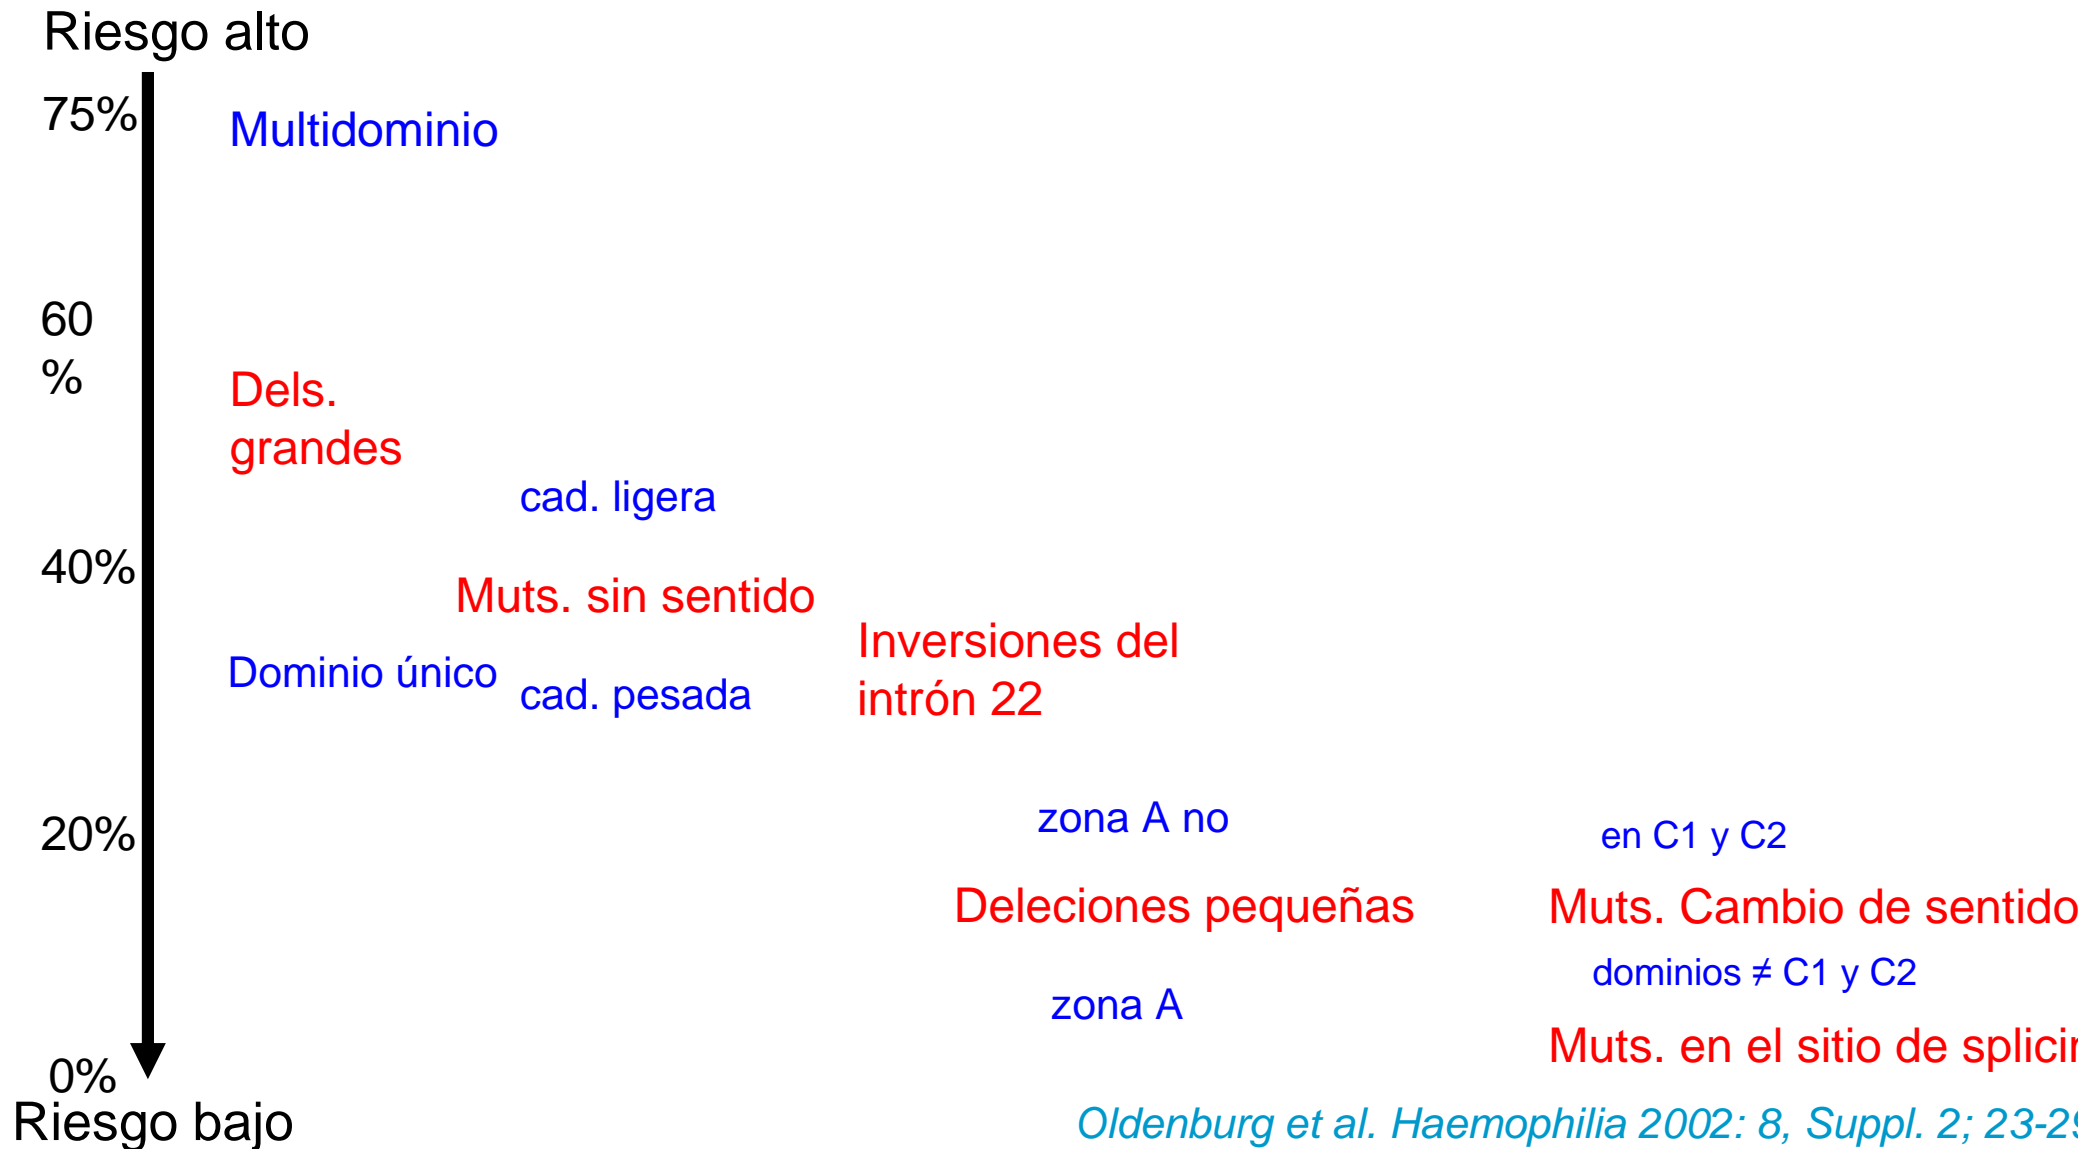 Riesgo alto
75%
Multidominio
60
%
Dels.
grandes
cad. ligera
40%
Muts. sin sentido
Inversiones del
intrón 22
Dominio único
cad. pesada
20%
zona A no
en C1 y C2
Deleciones pequeñas
Muts. Cambio de sentido
dominios ≠ C1 y C2
zona A
Muts. en el sitio de
0%
Riesgo bajo
Oldenburg et al. Haemophilia 2002: 8, Suppl. 2; 23-29